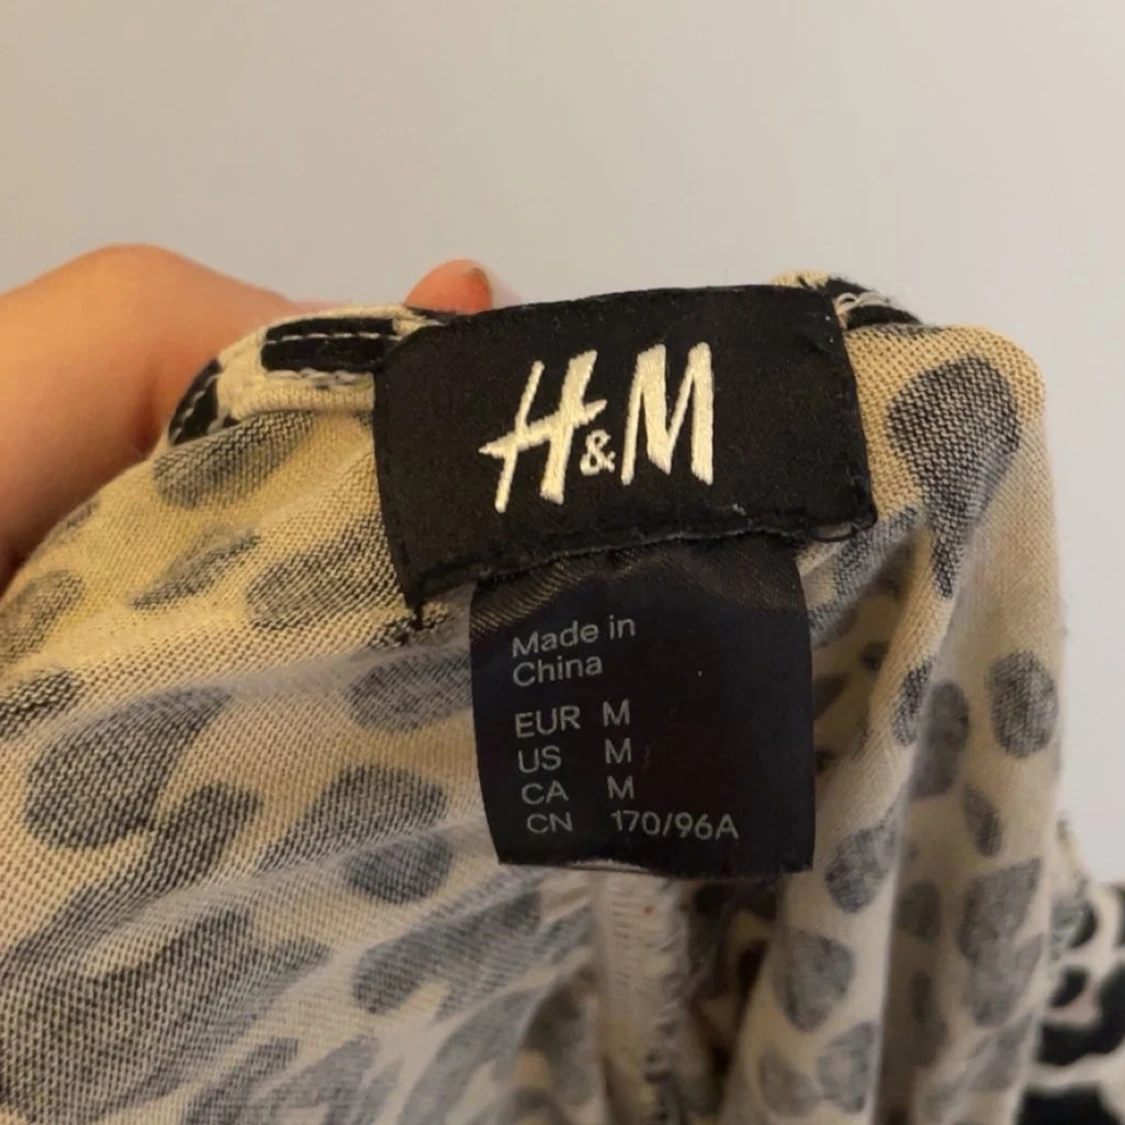 H&M
Made in
China
EUR M
US M
CA M
CN 170/96A